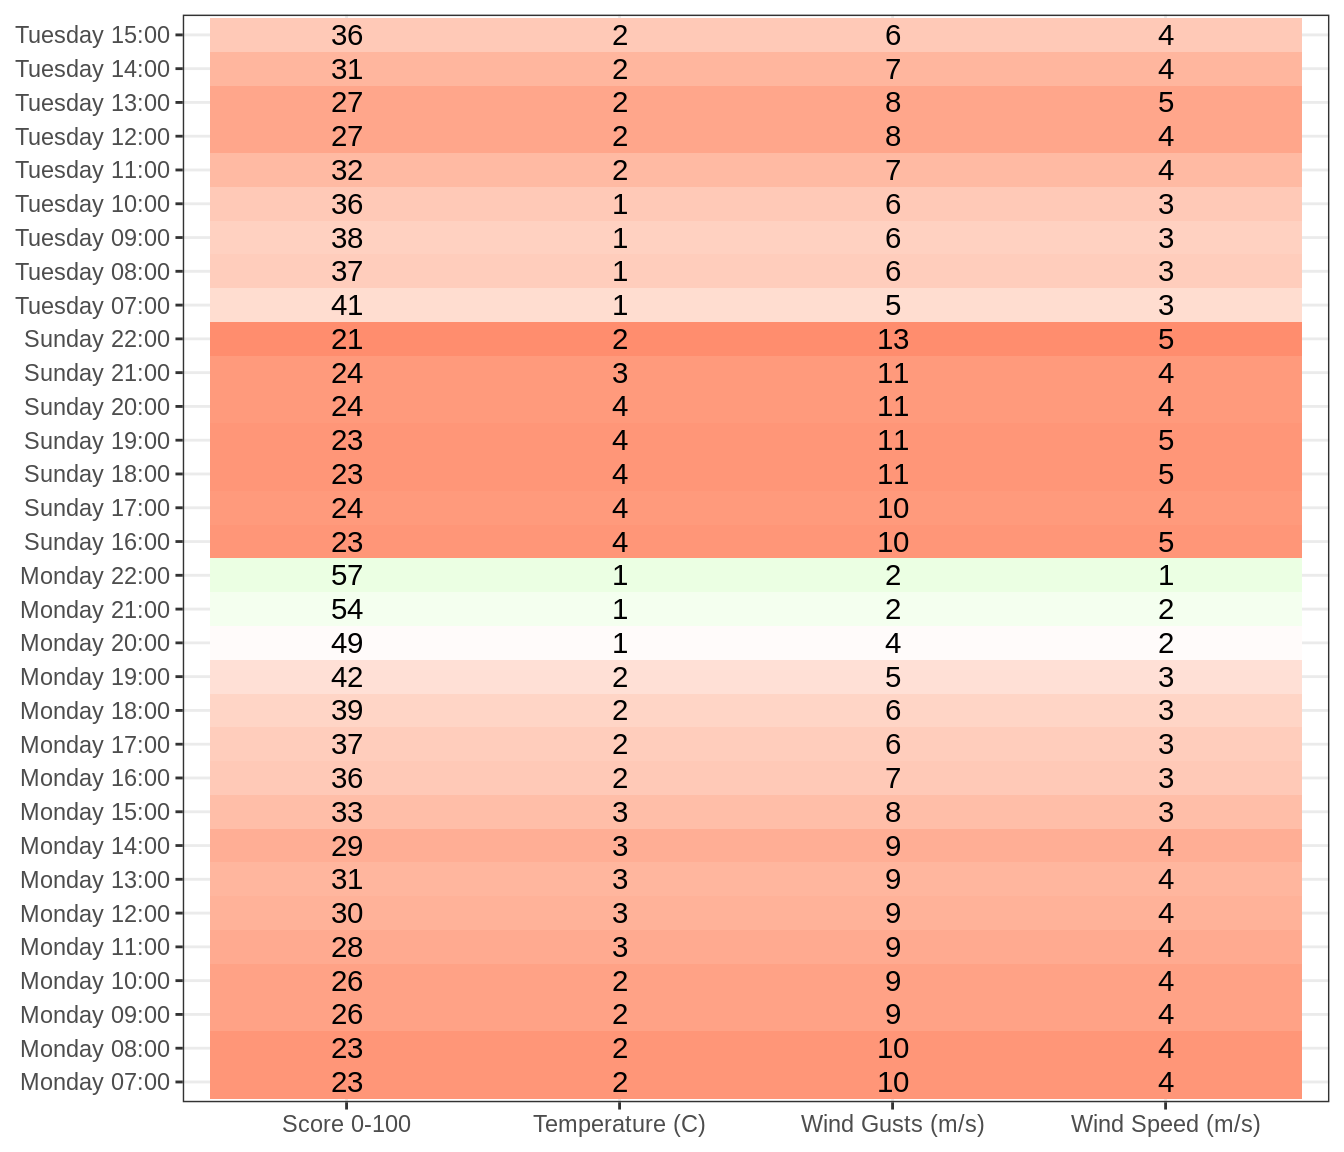 Tuesday 15:00 36 2 6 4
Tuesday 14:00 31 2 7 4
Tuesday 13:00 27 2 8 5
Tuesday 12:00 27 2 8 4
Tuesday 11:00 32 2 7 4
Tuesday 10:00 36 1 6 3
Tuesday 09:00 38 1 6 3
Tuesday 08:00 37 1 6 3
Tuesday 07:00 41 1 5 3
Sunday 22:00 21 2 13 5
Sunday 21:00 24 3 11 4
Sunday 20:00 24 4 11 4
Sunday 19:00 23 4 11 5
Sunday 18:00 23 4 11 5
Sunday 17:00 24 4 10 4
Sunday 16:00 23 4 10 5
Monday 22:00 57 1 2 1
Monday 21:00 54 1 2 2
Monday 20:00 49 1 4 2
Monday 19:00 42 2 5 3
Monday 18:00 39 2 6 3
Monday 17:00 37 2 6 3
Monday 16:00 36 2 7 3
Monday 15:00 33 3 8 3
Monday 14:00 29 3 9 4
Monday 13:00 31 3 9 4
Monday 12:00 30 3 9 4
Monday 11:00 28 3 9 4
Monday 10:00 26 2 9 4
Monday 09:00 26 2 9 4
Monday 08:00 23 2 10 4
Monday 07:00 23 2 10 4
Score 0-100 Temperature (C) Wind Gusts (m/s) Wind Speed (m/s)